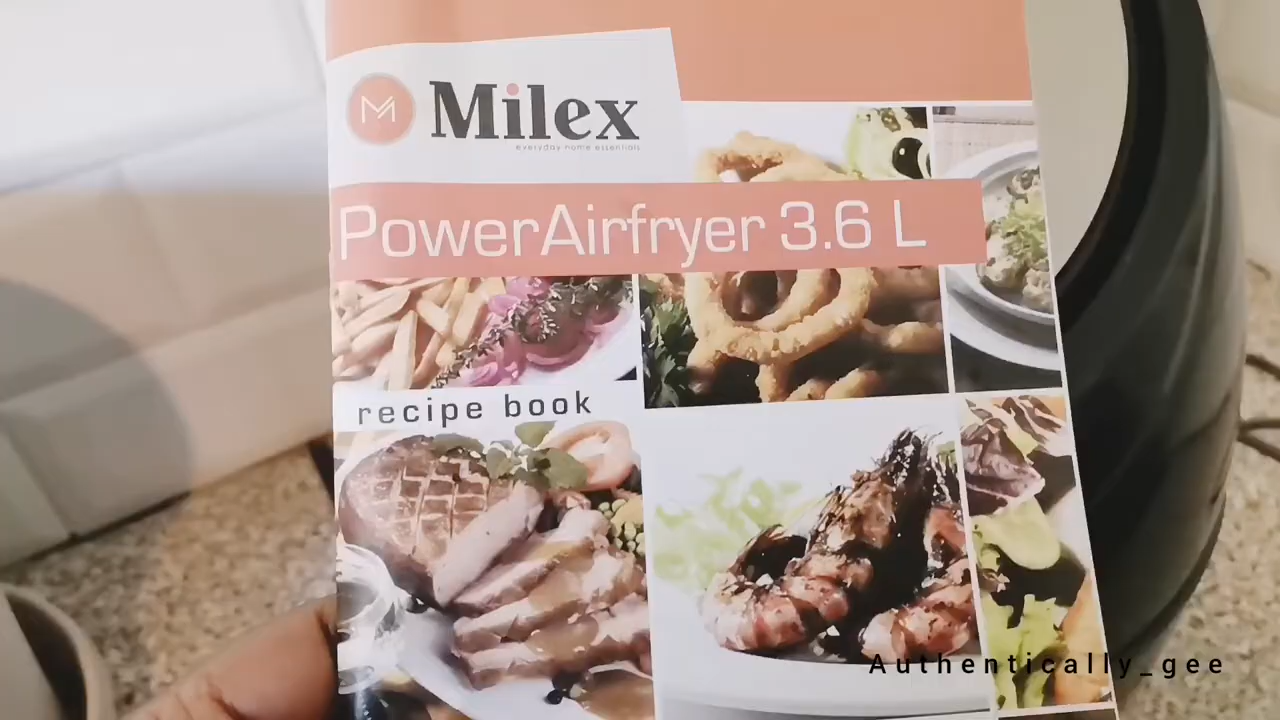 Milex
everyday home essentials
PowerAirfryer 3.6 L
recipe book
Authentically_gee